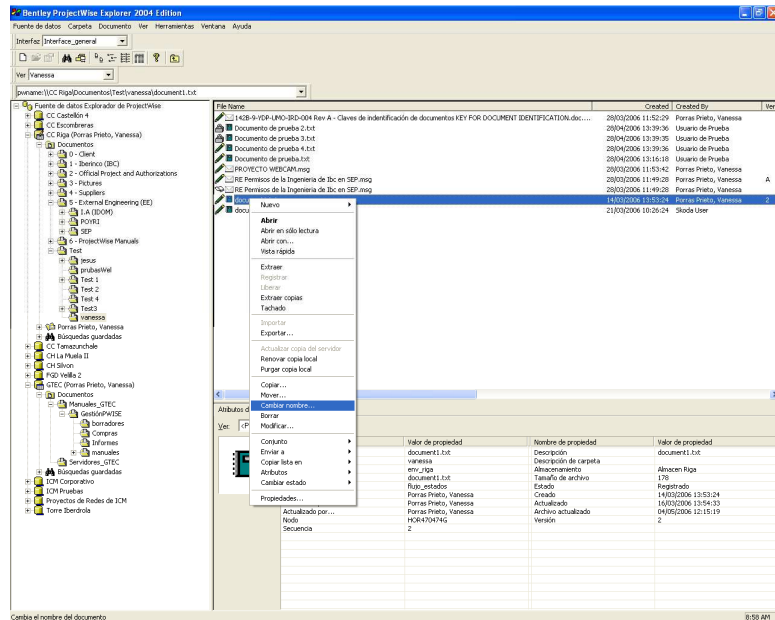 Bentley ProjectWise Explorer 2004 Edition
Fuente de datos Carpeta Documento Ver Herramientas Ventana Ayuda
Interfaz Interface_general
Ver Vanessa
pwname:\\CC Riga\Documentos\Test\vanessa\document1.txt
Fuente de datos Explorador de ProjectWise
CC Castellón 4
CC Escombreras
CC Riga (Porras Prieto, Vanessa)
Documentos
0 - Client
1 - Iberinco (IBC)
2 - Official Project and Authorizations
3 - Pictures
4 - Suppliers
5 - External Engineering (EE)
I.A (IDOM)
POYRI
SEP
6 - ProjectWise Manuals
Test
jesus
prubasWel
Test 1
Test 2
Test 4
Test3
vanessa
Porras Prieto, Vanessa
Búsquedas guardadas
CC Tamazunchale
CH La Muela II
CH Silvon
FGD Velilla 2
GTEC (Porras Prieto, Vanessa)
Documentos
Manuales_GTEC
GestiónPWISE
borradores
Compras
Informes
manuales
Servidores_GTEC
Búsquedas guardadas
ICM Corporativo
ICM Pruebas
Proyectos de Redes de ICM
Torre Iberdrola
File Name Created Created By Ver
142B-9-YDP-UMO-IRD-004 Rev A - Claves de indentificación de documentos KEY FOR DOCUMENT IDENTIFICATION.doc.... 28/03/2006 11:52:29 Porras Prieto, Vanessa
Documento de prueba 2.txt 28/04/2006 13:39:36 Usuario de Prueba
Documento de prueba 3.txt 28/04/2006 13:39:35 Usuario de Prueba
Documento de prueba 4.txt 28/04/2006 13:39:36 Usuario de Prueba
Documento de prueba.txt 28/04/2006 13:16:18 Usuario de Prueba
PROYECTO WEBCAM.msg 28/03/2006 11:53:42 Porras Prieto, Vanessa
RE Permisos de la Ingenieria de Ibc en SEP.msg 28/03/2006 11:49:28 Porras Prieto, Vanessa A
RE Permisos de la Ingenieria de Ibc en SEP.msg 28/03/2006 11:49:28 Porras Prieto, Vanessa
docu 14/03/2006 13:53:24 Porras Prieto, Vanessa 2
docu 21/03/2006 10:26:24 Skoda User
Nuevo
Abrir
Abrir en sólo lectura
Abrir con...
Vista rápida
Extraer
Registrar
Liberar
Extraer copias
Tachado
Importar
Exportar...
Actualizar copia del servidor
Renovar copia local
Purgar copia local
Copiar...
Mover...
Cambiar nombre...
Borrar
Modificar...
Conjunto
Enviar a
Copiar lista en
Atributos
Cambiar estado
Propiedades...
Atributos d
Ver: <P
Valor de propiedad Nombre de propiedad Valor de propiedad
document1.txt Descripción document1.txt
vanessa Descripción de carpeta
env_riga Almacenamiento Almacen Riga
document1.txt Tamaño de archivo 178
flujo_estados Estado Registrado
Porras Prieto, Vanessa Creado 14/03/2006 13:53:24
Porras Prieto, Vanessa Actualizado 16/03/2006 13:54:33
Actualizado por... Porras Prieto, Vanessa Archivo actualizado 04/05/2006 12:15:19
Nodo HOR470474G Versión 2
Secuencia 2
Cambia el nombre del documento 8:58 AM